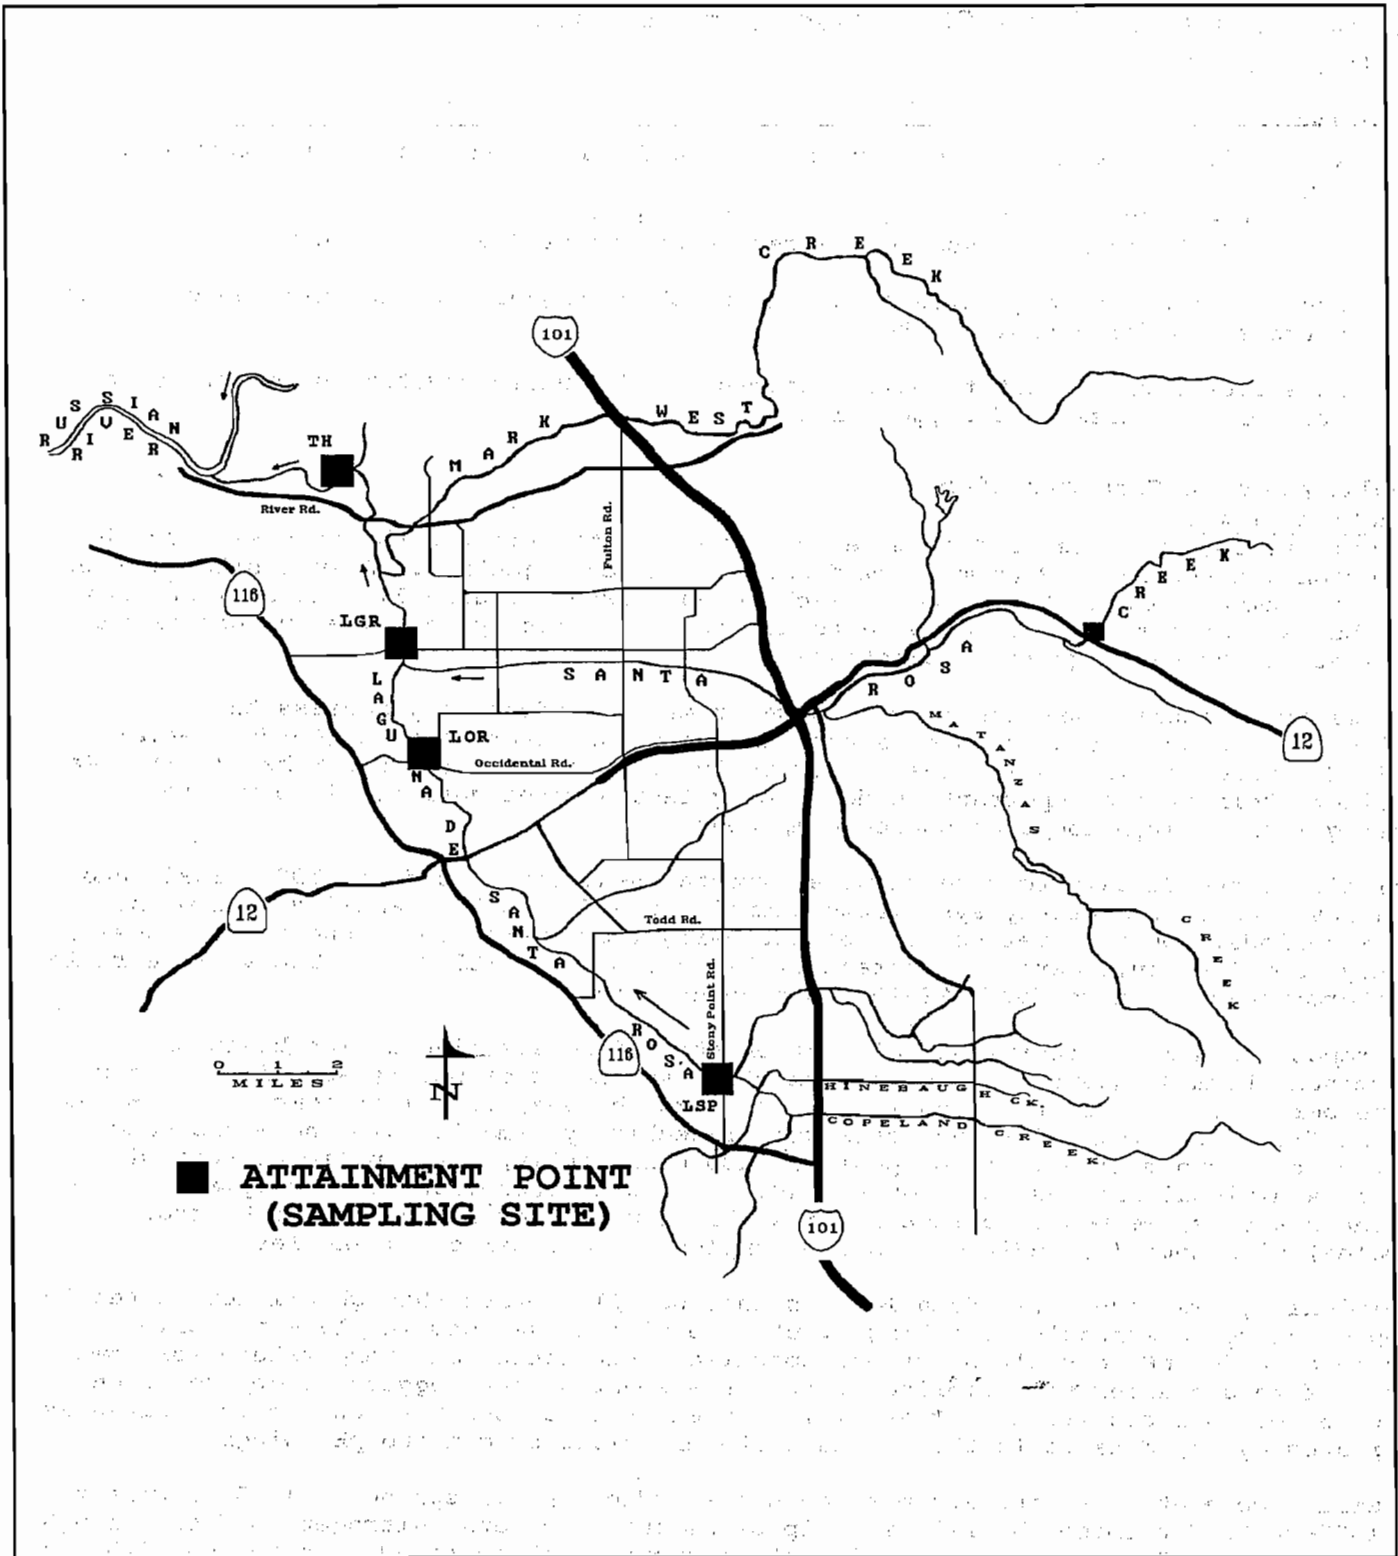 CREEK
101
MARK WEST
RUSSIAN
RIVER
TH
River Rd.
Fulton Rd.
116
CREEK
LGR
SANTA
ROSA
LAGUNA
DE
SANTA
ROSA
LOR
Occidental Rd.
MATANZAS
12
12
CREEK
Todd Rd.
Stony Point Rd.
116
0 1 2
MILES
N
LSP
HINEBAUGH CK.
COPELAND CREEK
ATTAINMENT POINT
(SAMPLING SITE)
101